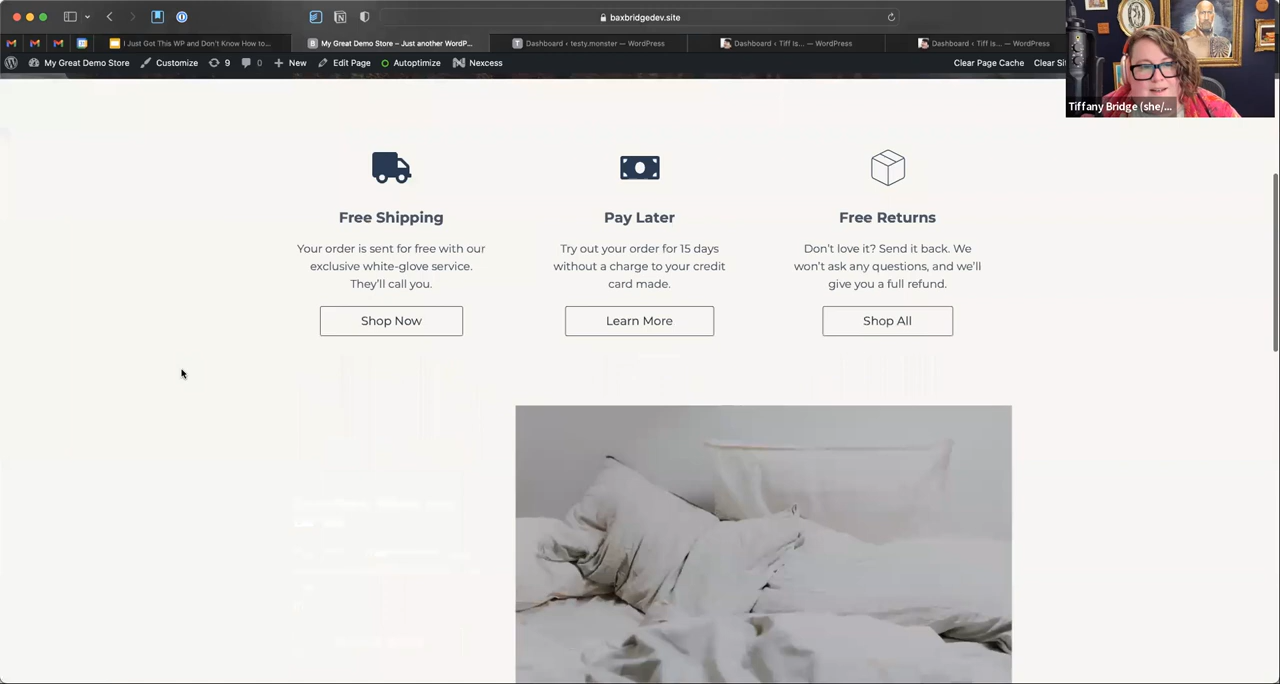 baxbridgedev.site
I Just Got This WP and Don't Know How to...
My Great Demo Store – Just another WordP...
Dashboard ‹ testy.monster — WordPress
Dashboard ‹ Tiff Is... — WordPress
Dashboard ‹ Tiff Is... — WordPress
My Great Demo Store
Customize
9
0
New
Edit Page
Autoptimize
Nexcess
Clear Page Cache
Clear
Tiffany Bridge (she/...
Free Shipping
Your order is sent for free with our
exclusive white-glove service.
They'll call you.
Shop Now
Pay Later
Try out your order for 15 days
without a charge to your credit
card made.
Learn More
Free Returns
Don't love it? Send it back. We
won't ask any questions, and we'll
give you a full refund.
Shop All